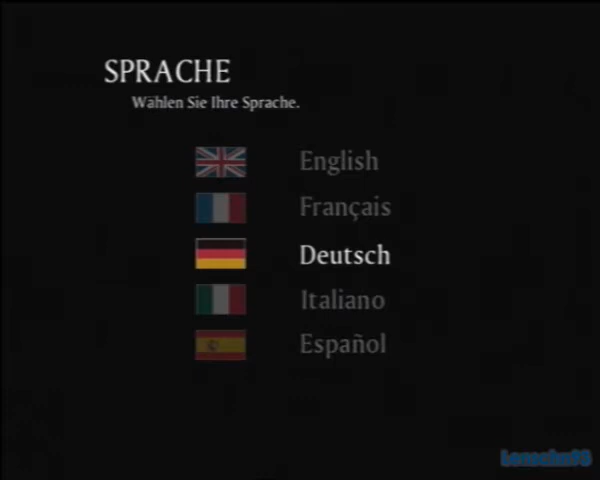 SPRACHE
Wählen Sie Ihre Sprache.
English
Français
Deutsch
Italiano
Español